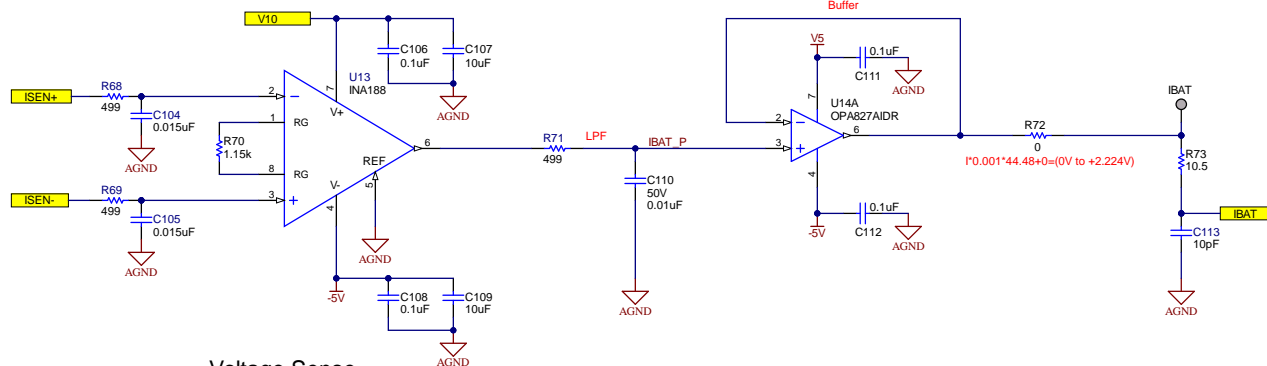 Buffer
V10
C106
0.1uF
C107
10uF
V5
0.1uF
C111
AGND
U13
INA188
ISEN+
R68
499
C104
0.015uF
AGND
2
7
V+
1
RG
R70
1.15k
8
RG
REF
5
V-
4
3
6
AGND
U14A
OPA827AIDR
7
2
3
6
4
IBAT
R71
499
LPF
IBAT_P
R72
0
I*0.001*44.48+0=(0V to +2.224V)
R73
10.5
C110
50V
0.01uF
ISEN-
R69
499
C105
0.015uF
AGND
AGND
0.1uF
C112
-5V
AGND
IBAT
C113
10pF
-5V
C108
0.1uF
C109
10uF
AGND
AGND
AGND
Voltage Sense